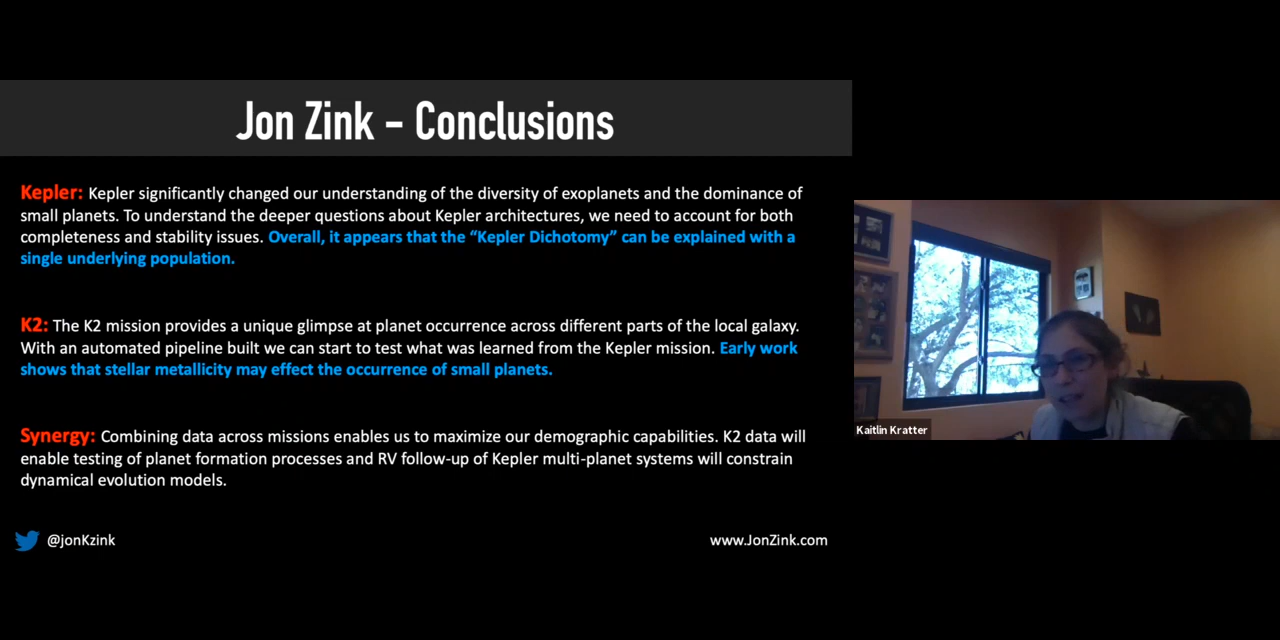 Jon Zink - Conclusions
Kepler: Kepler significantly changed our understanding of the diversity of exoplanets and the dominance of
small planets. To understand the deeper questions about Kepler architectures, we need to account for both
completeness and stability issues. Overall, it appears that the “Kepler Dichotomy” can be explained with a
single underlying population.
K2: The K2 mission provides a unique glimpse at planet occurrence across different parts of the local galaxy.
With an automated pipeline built we can start to test what was learned from the Kepler mission. Early work
shows that stellar metallicity may effect the occurrence of small planets.
Synergy: Combining data across missions enables us to maximize our demographic capabilities. K2 data will
enable testing of planet formation processes and RV follow-up of Kepler multi-planet systems will constrain
dynamical evolution models.
@jonKzink
www.JonZink.com
Kaitlin Kratter